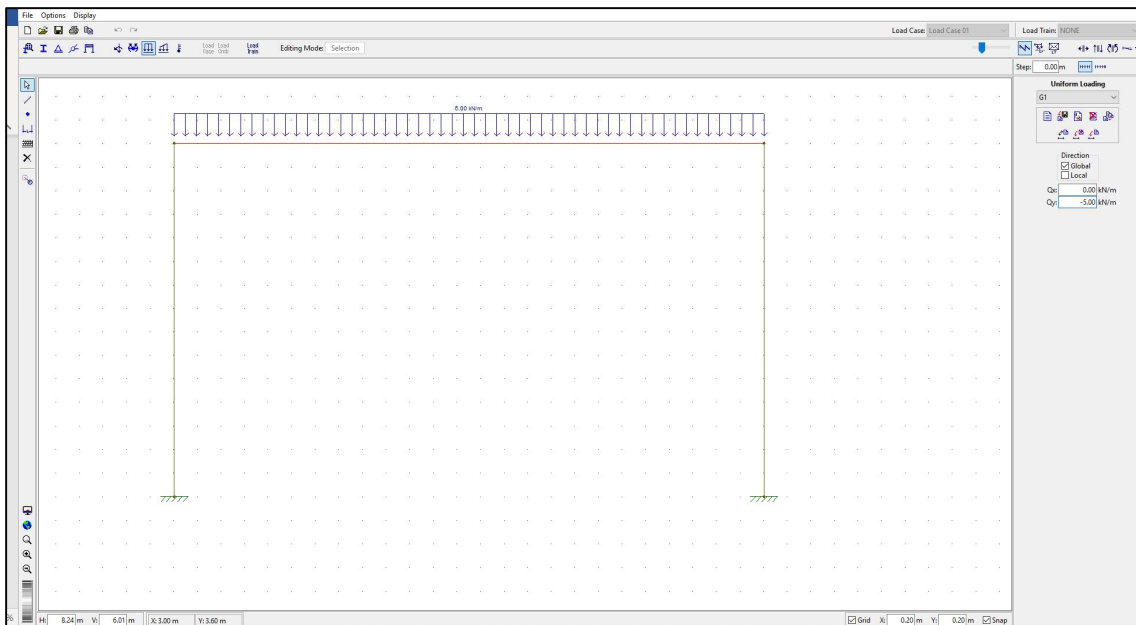 File Options Display
Load Case: Load Case 01 Load Train: NONE
Load Case Load Comb Load Train Editing Mode: Selection
Step: 0.00 m
Uniform Loading
G1
Direction
Global
Local
Qx: 0.00 kN/m
Qy: -5.00 kN/m
5.00 kN/m
H: 8.24 m V: 6.01 m X: 3.00 m Y: 3.60 m Grid X: 0.20 m Y: 0.20 m Snap